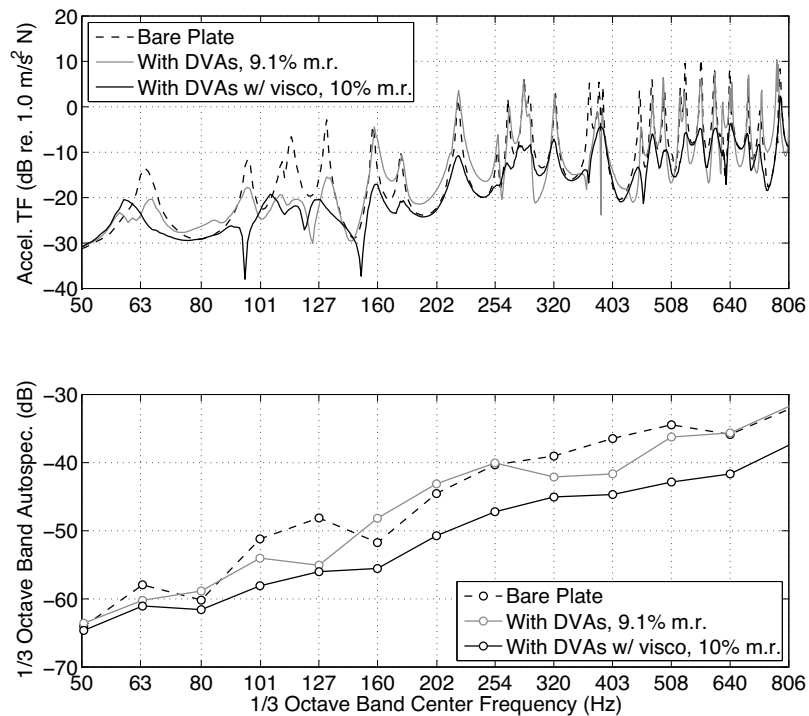 Accel. TF (dB re. 1.0 m/s² N)
20
10
0
−10
−20
−30
−40
Bare Plate
With DVAs, 9.1% m.r.
With DVAs w/ visco, 10% m.r.
50 63 80 101 127 160 202 254 320 403 508 640 806
1/3 Octave Band Autospec. (dB)
−30
−40
−50
−60
−70
Bare Plate
With DVAs, 9.1% m.r.
With DVAs w/ visco, 10% m.r.
50 63 80 101 127 160 202 254 320 403 508 640 806
1/3 Octave Band Center Frequency (Hz)